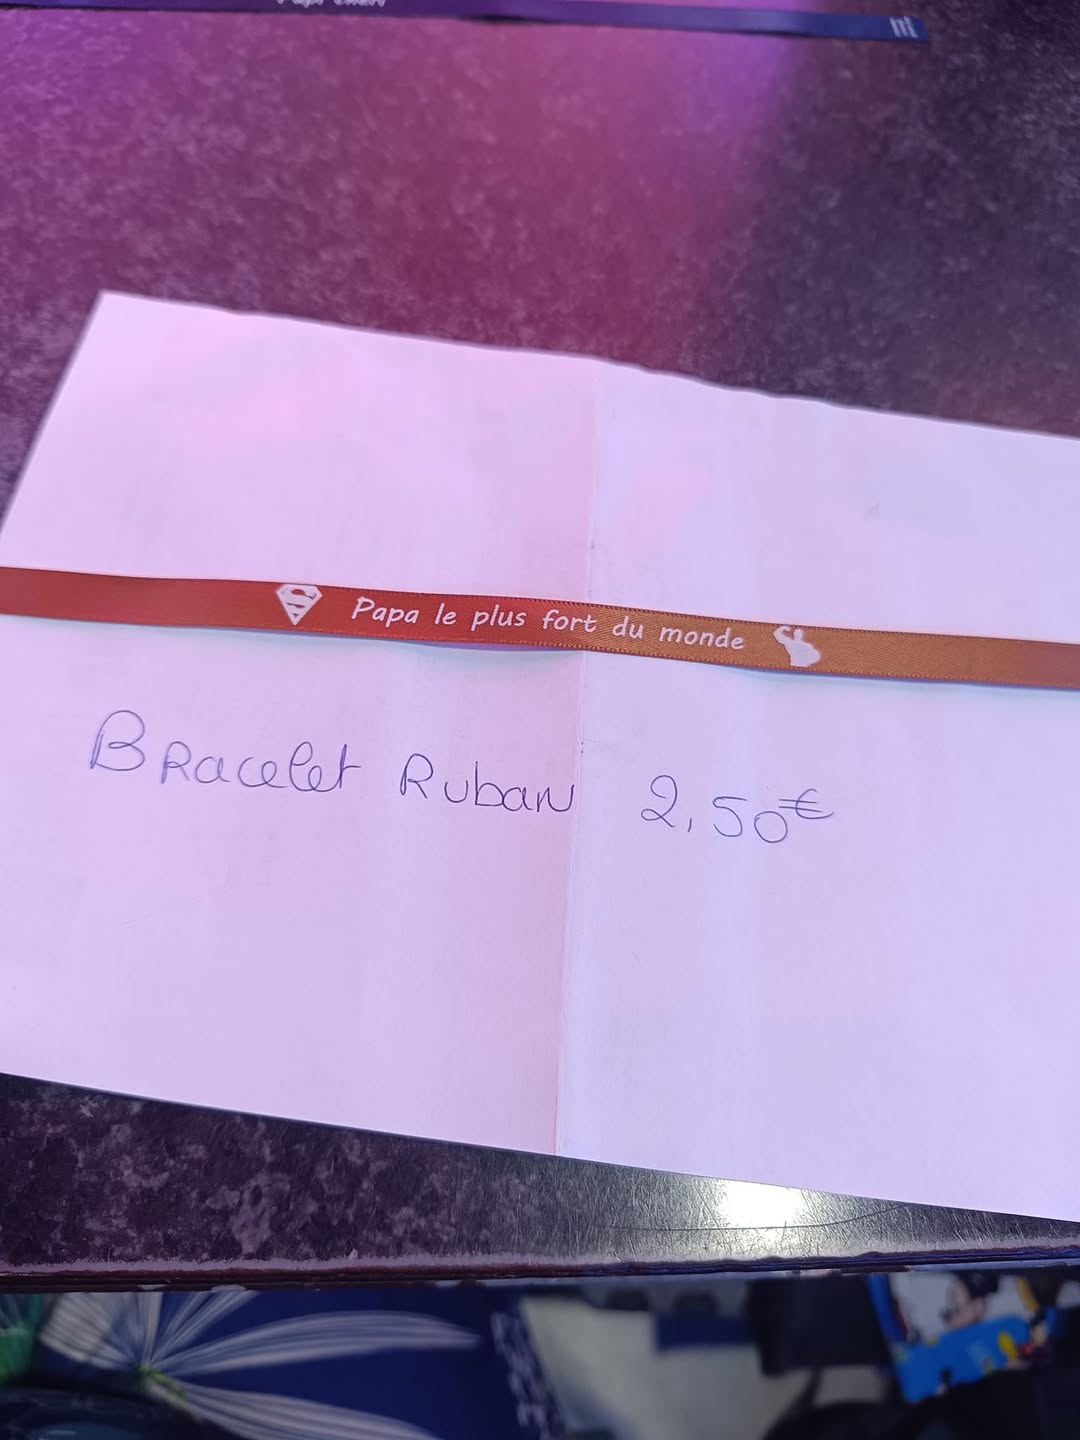 Papa le plus fort du monde
Bracelet Ruban 2,50€